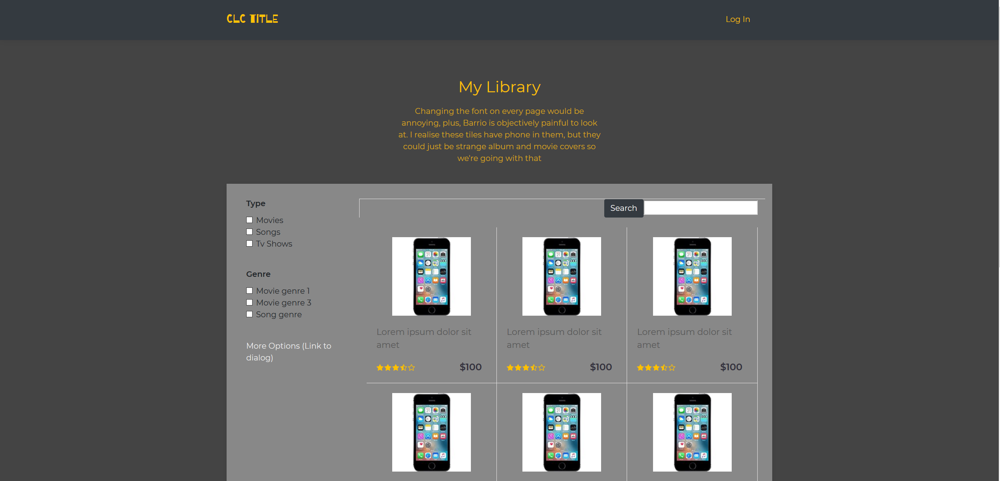 CLC TITLE
Log In
My Library
Changing the font on every page would be
annoying, plus, Barrio is objectively painful to look
at. I realise these tiles have phone in them, but they
could just be strange album and movie covers so
we're going with that
Type
Movies
Songs
Tv Shows
Genre
Movie genre 1
Movie genre 3
Song genre
More Options (Link to
dialog)
Search
Lorem ipsum dolor sit
amet
$100
Lorem ipsum dolor sit
amet
$100
Lorem ipsum dolor sit
amet
$100